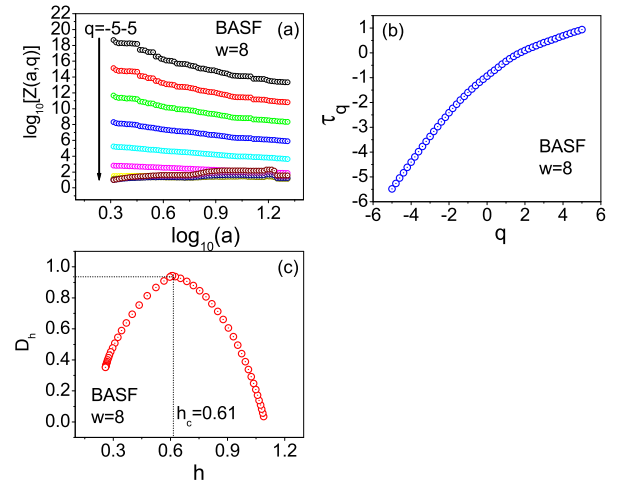 (a)
q=-5-5
BASF
w=8
log10[Z(a,q)]
22
20
18
16
14
12
10
8
6
4
2
0
0.3 0.6 0.9 1.2
log10(a)
(b)
τq
1
0
-1
-2
-3
-4
-5
-6
BASF
w=8
-6 -4 -2 0 2 4 6
q
(c)
Dh
1.0
0.8
0.6
0.4
0.2
0.0
BASF
w=8
hc=0.61
0.3 0.6 0.9 1.2
h